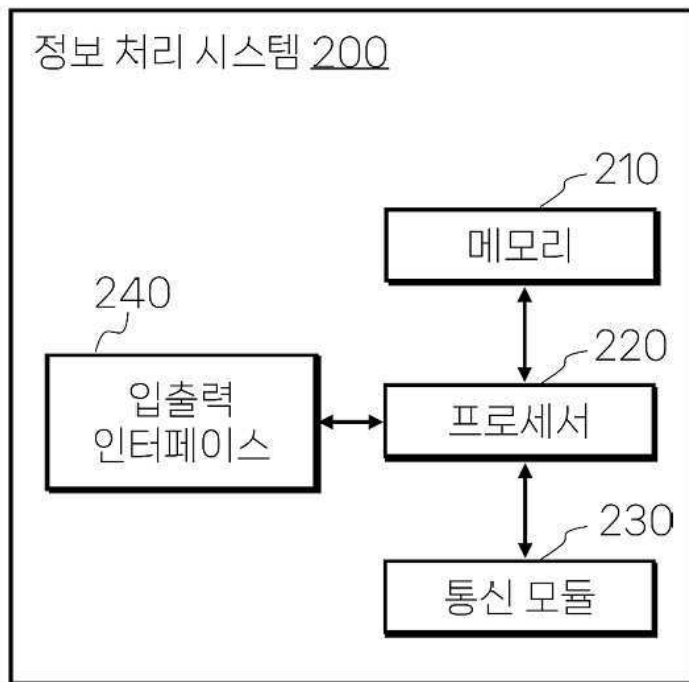 정보 처리 시스템 200
210
메모리
240
220
입출력
인터페이스
프로세서
230
통신 모듈